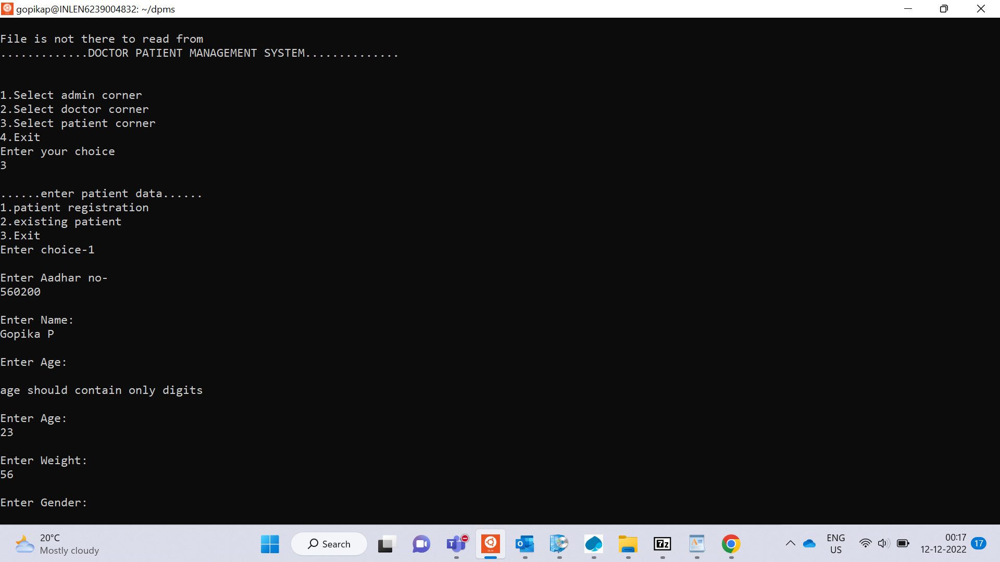 gopikap@INLEN6239004832: ~/dpms
File is not there to read from
.............DOCTOR PATIENT MANAGEMENT SYSTEM..............
1.Select admin corner
2.Select doctor corner
3.Select patient corner
4.Exit
Enter your choice
3
......enter patient data......
1.patient registration
2.existing patient
3.Exit
Enter choice-1
Enter Aadhar no-
560200
Enter Name:
Gopika P
Enter Age:
age should contain only digits
Enter Age:
23
Enter Weight:
56
Enter Gender:
20°C
Mostly cloudy
Search
ENG
US
00:17
12-12-2022
17